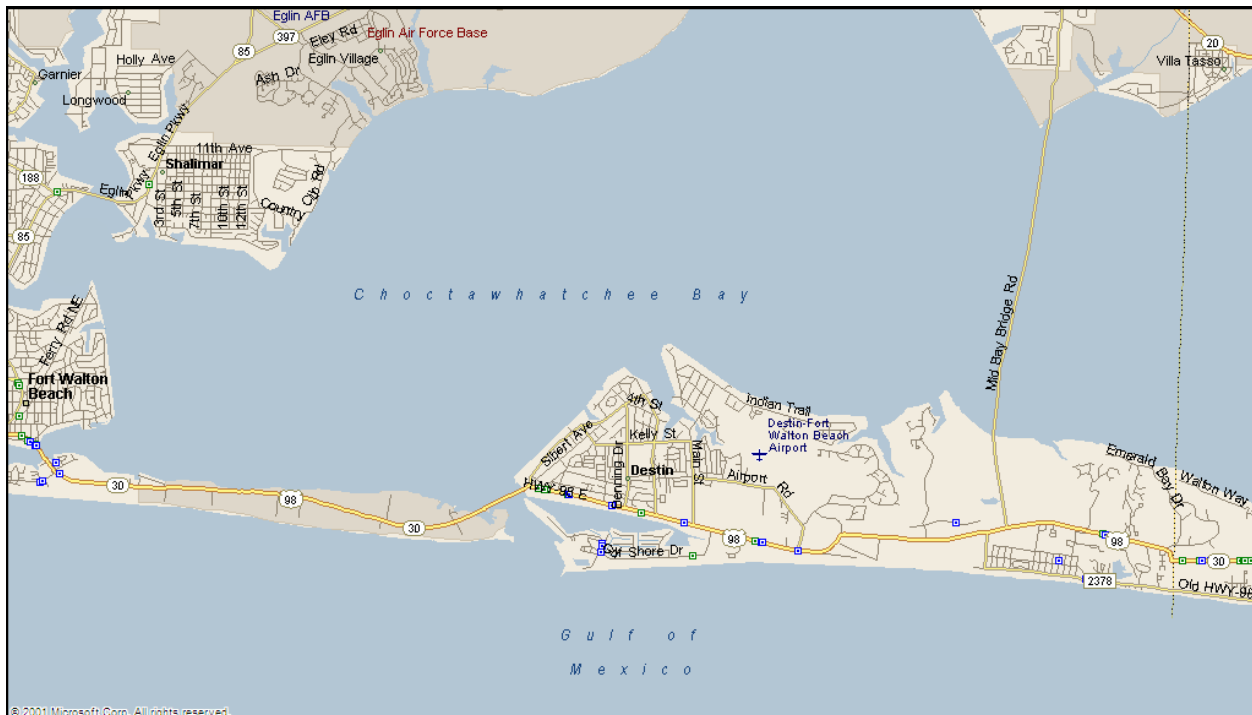 Eglin AFB
397
Eley Rd
Eglin Air Force Base
85
Holly Ave
Eglin Village
20
Villa Tasso
Garnier
Ash Dr
Longwood
Eglin Pkwy
11th Ave
Shalimar
188
Eglin Pkwy
3rd St
5th St
7th St
10th St
12th St
Country Clb Rd
85
Choctawhatchee Bay
Mid Bay Bridge Rd
Ferry Rd NE
Fort Walton
Beach
4th St
Indian Trail
Sibert Ave
Kelly St
Destin-Fort
Walton Beach
Airport
Benning Dr
Destin
Main St
Airport Rd
Emerald Bay Dr
Walton Way
HWY-98 E
30
98
30
98
98
30
Gulf Shore Dr
2378
Old HWY-98
Gulf of
Mexico
© 2001 Microsoft Corp. All rights reserved.